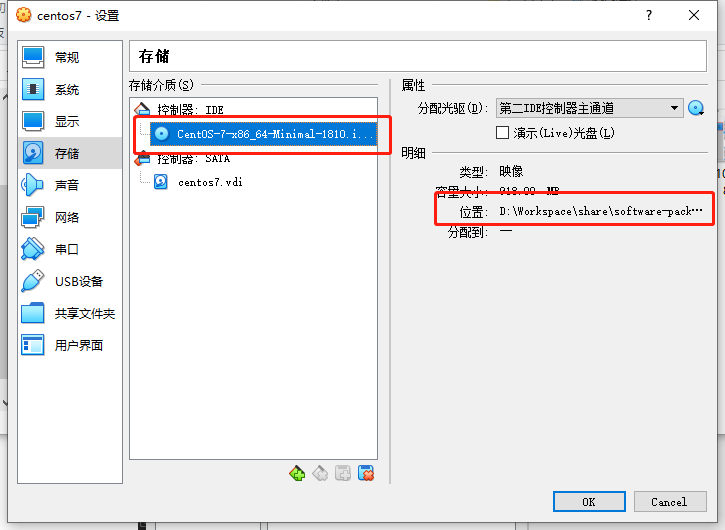 centos7 - 设置
?
常规
系统
显示
存储
声音
网络
串口
USB设备
共享文件夹
用户界面
存储
存储介质(S)
控制器: IDE
CentOS-7-x86_64-Minimal-1810.i...
控制器: SATA
centos7.vdi
属性
分配光驱(D): 第二IDE控制器主通道
演示(Live)光盘(L)
明细
类型: 映像
容量大小: 918.00 MB
位置: D:\Workspace\share\software-pack…
分配到: —
OK
Cancel